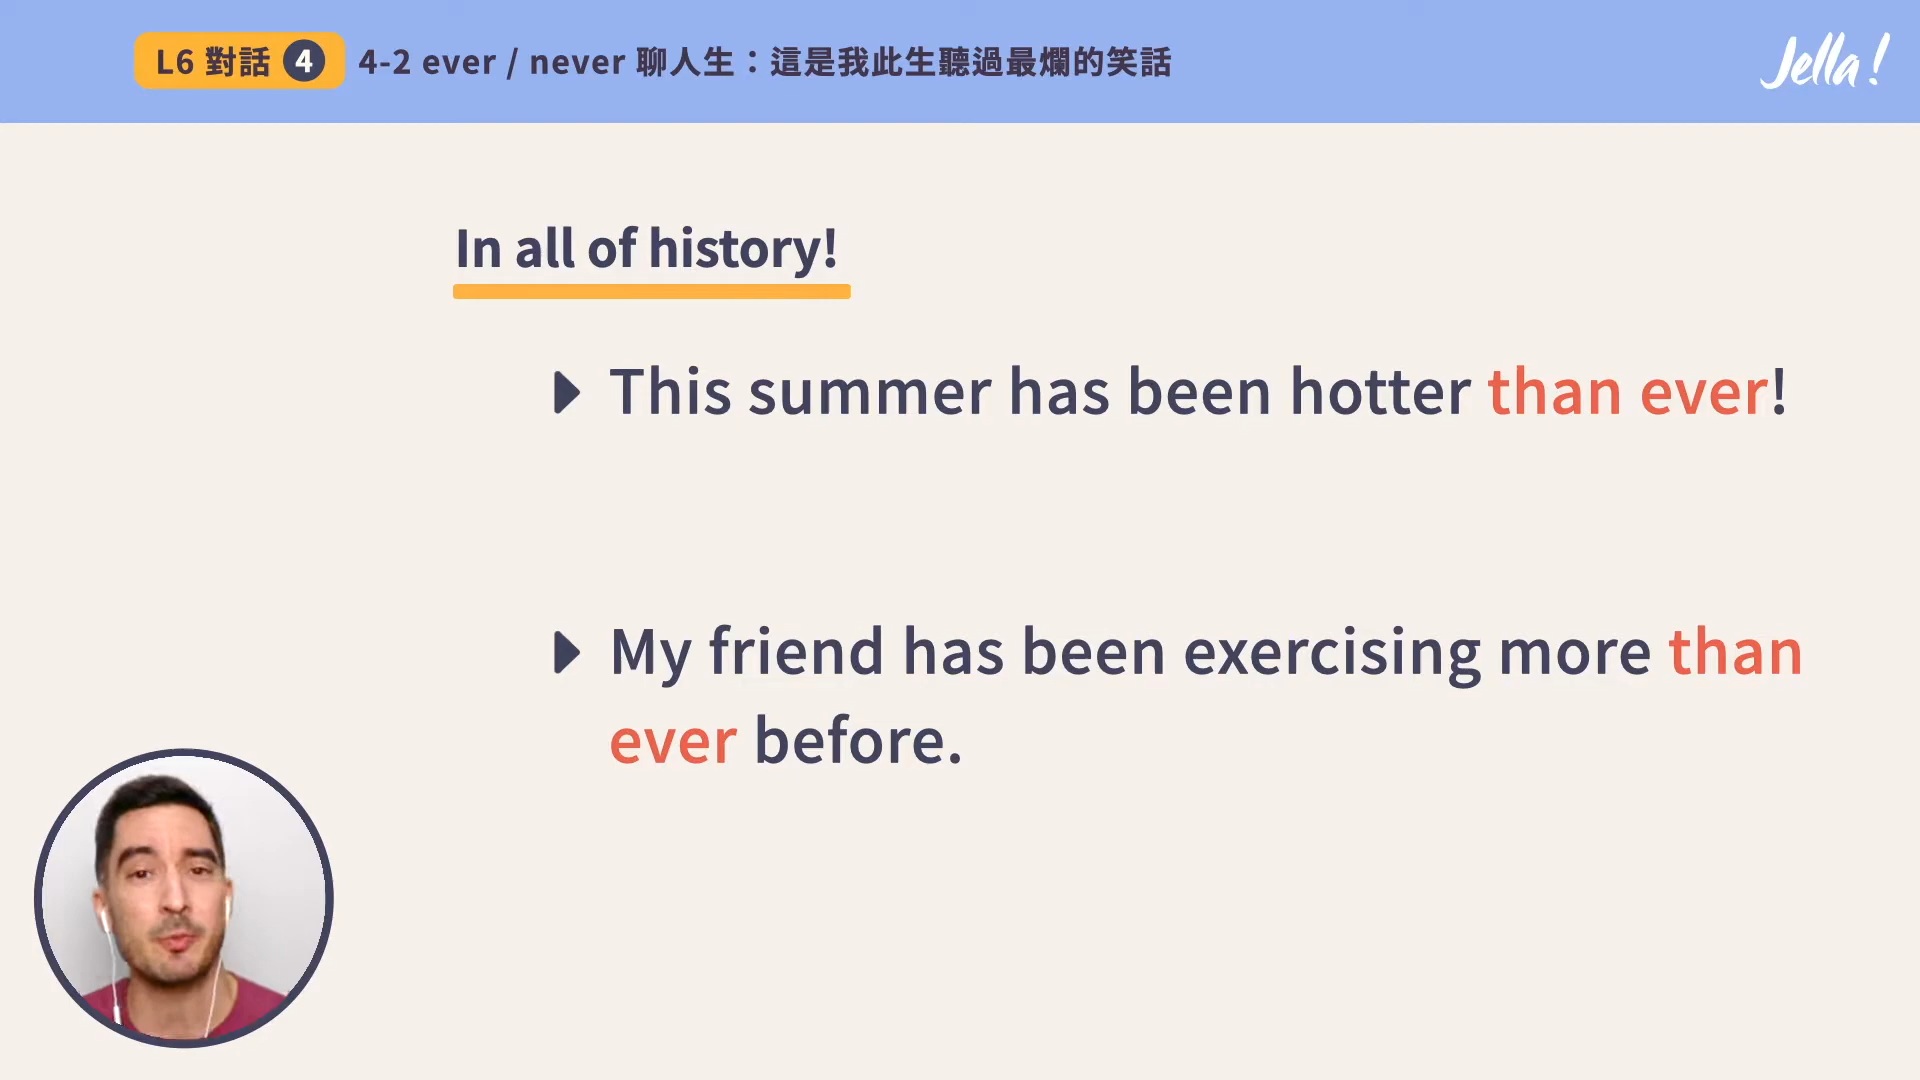 L6 對話 4 4-2 ever / never 聊人生：這是我此生聽過最爛的笑話
Jella!
In all of history!
This summer has been hotter than ever!
My friend has been exercising more than
ever before.